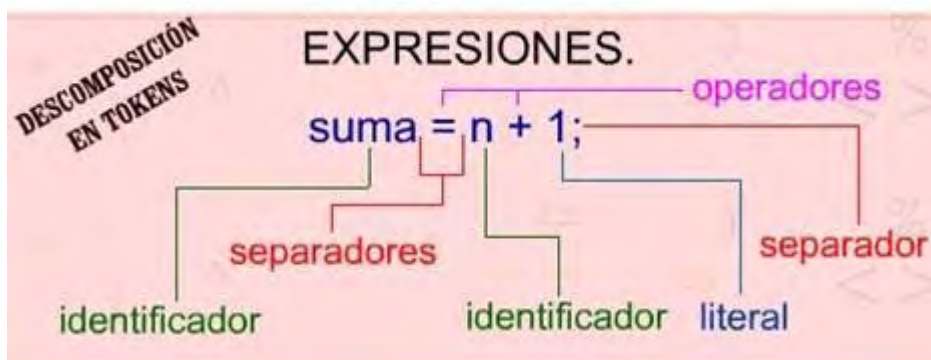 DESCOMPOSICIÓN
EN TOKENS
EXPRESIONES.
operadores
suma = n + 1;
separadores
separador
identificador
identificador
literal